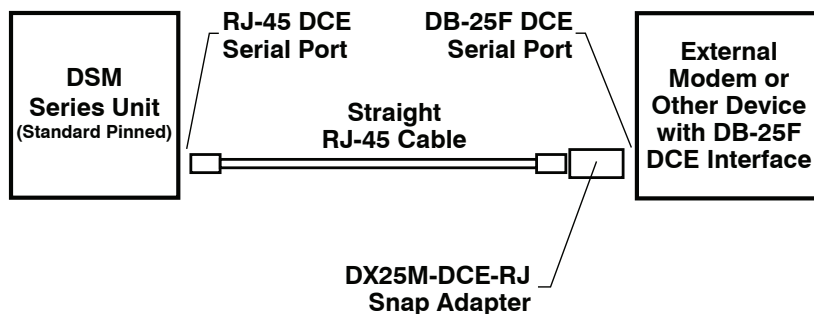 RJ-45 DCE
Serial Port
DB-25F DCE
Serial Port
DSM
Series Unit
(Standard Pinned)
Straight
RJ-45 Cable
External
Modem or
Other Device
with DB-25F
DCE Interface
DX25M-DCE-RJ
Snap Adapter